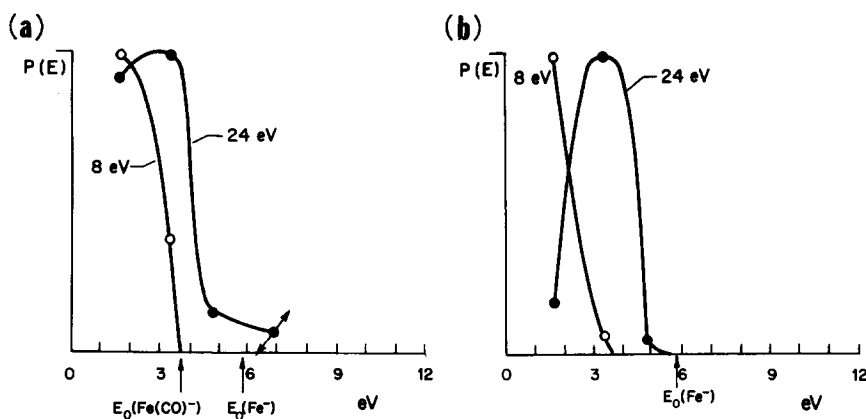 (a)
P(E)
8 eV
24 eV
0 3 6 9 12
E₀(Fe(CO)⁻) E₀(Fe⁻) eV
(b)
P(E)
8 eV
24 eV
0 3 6 9 12
E₀(Fe⁻) eV